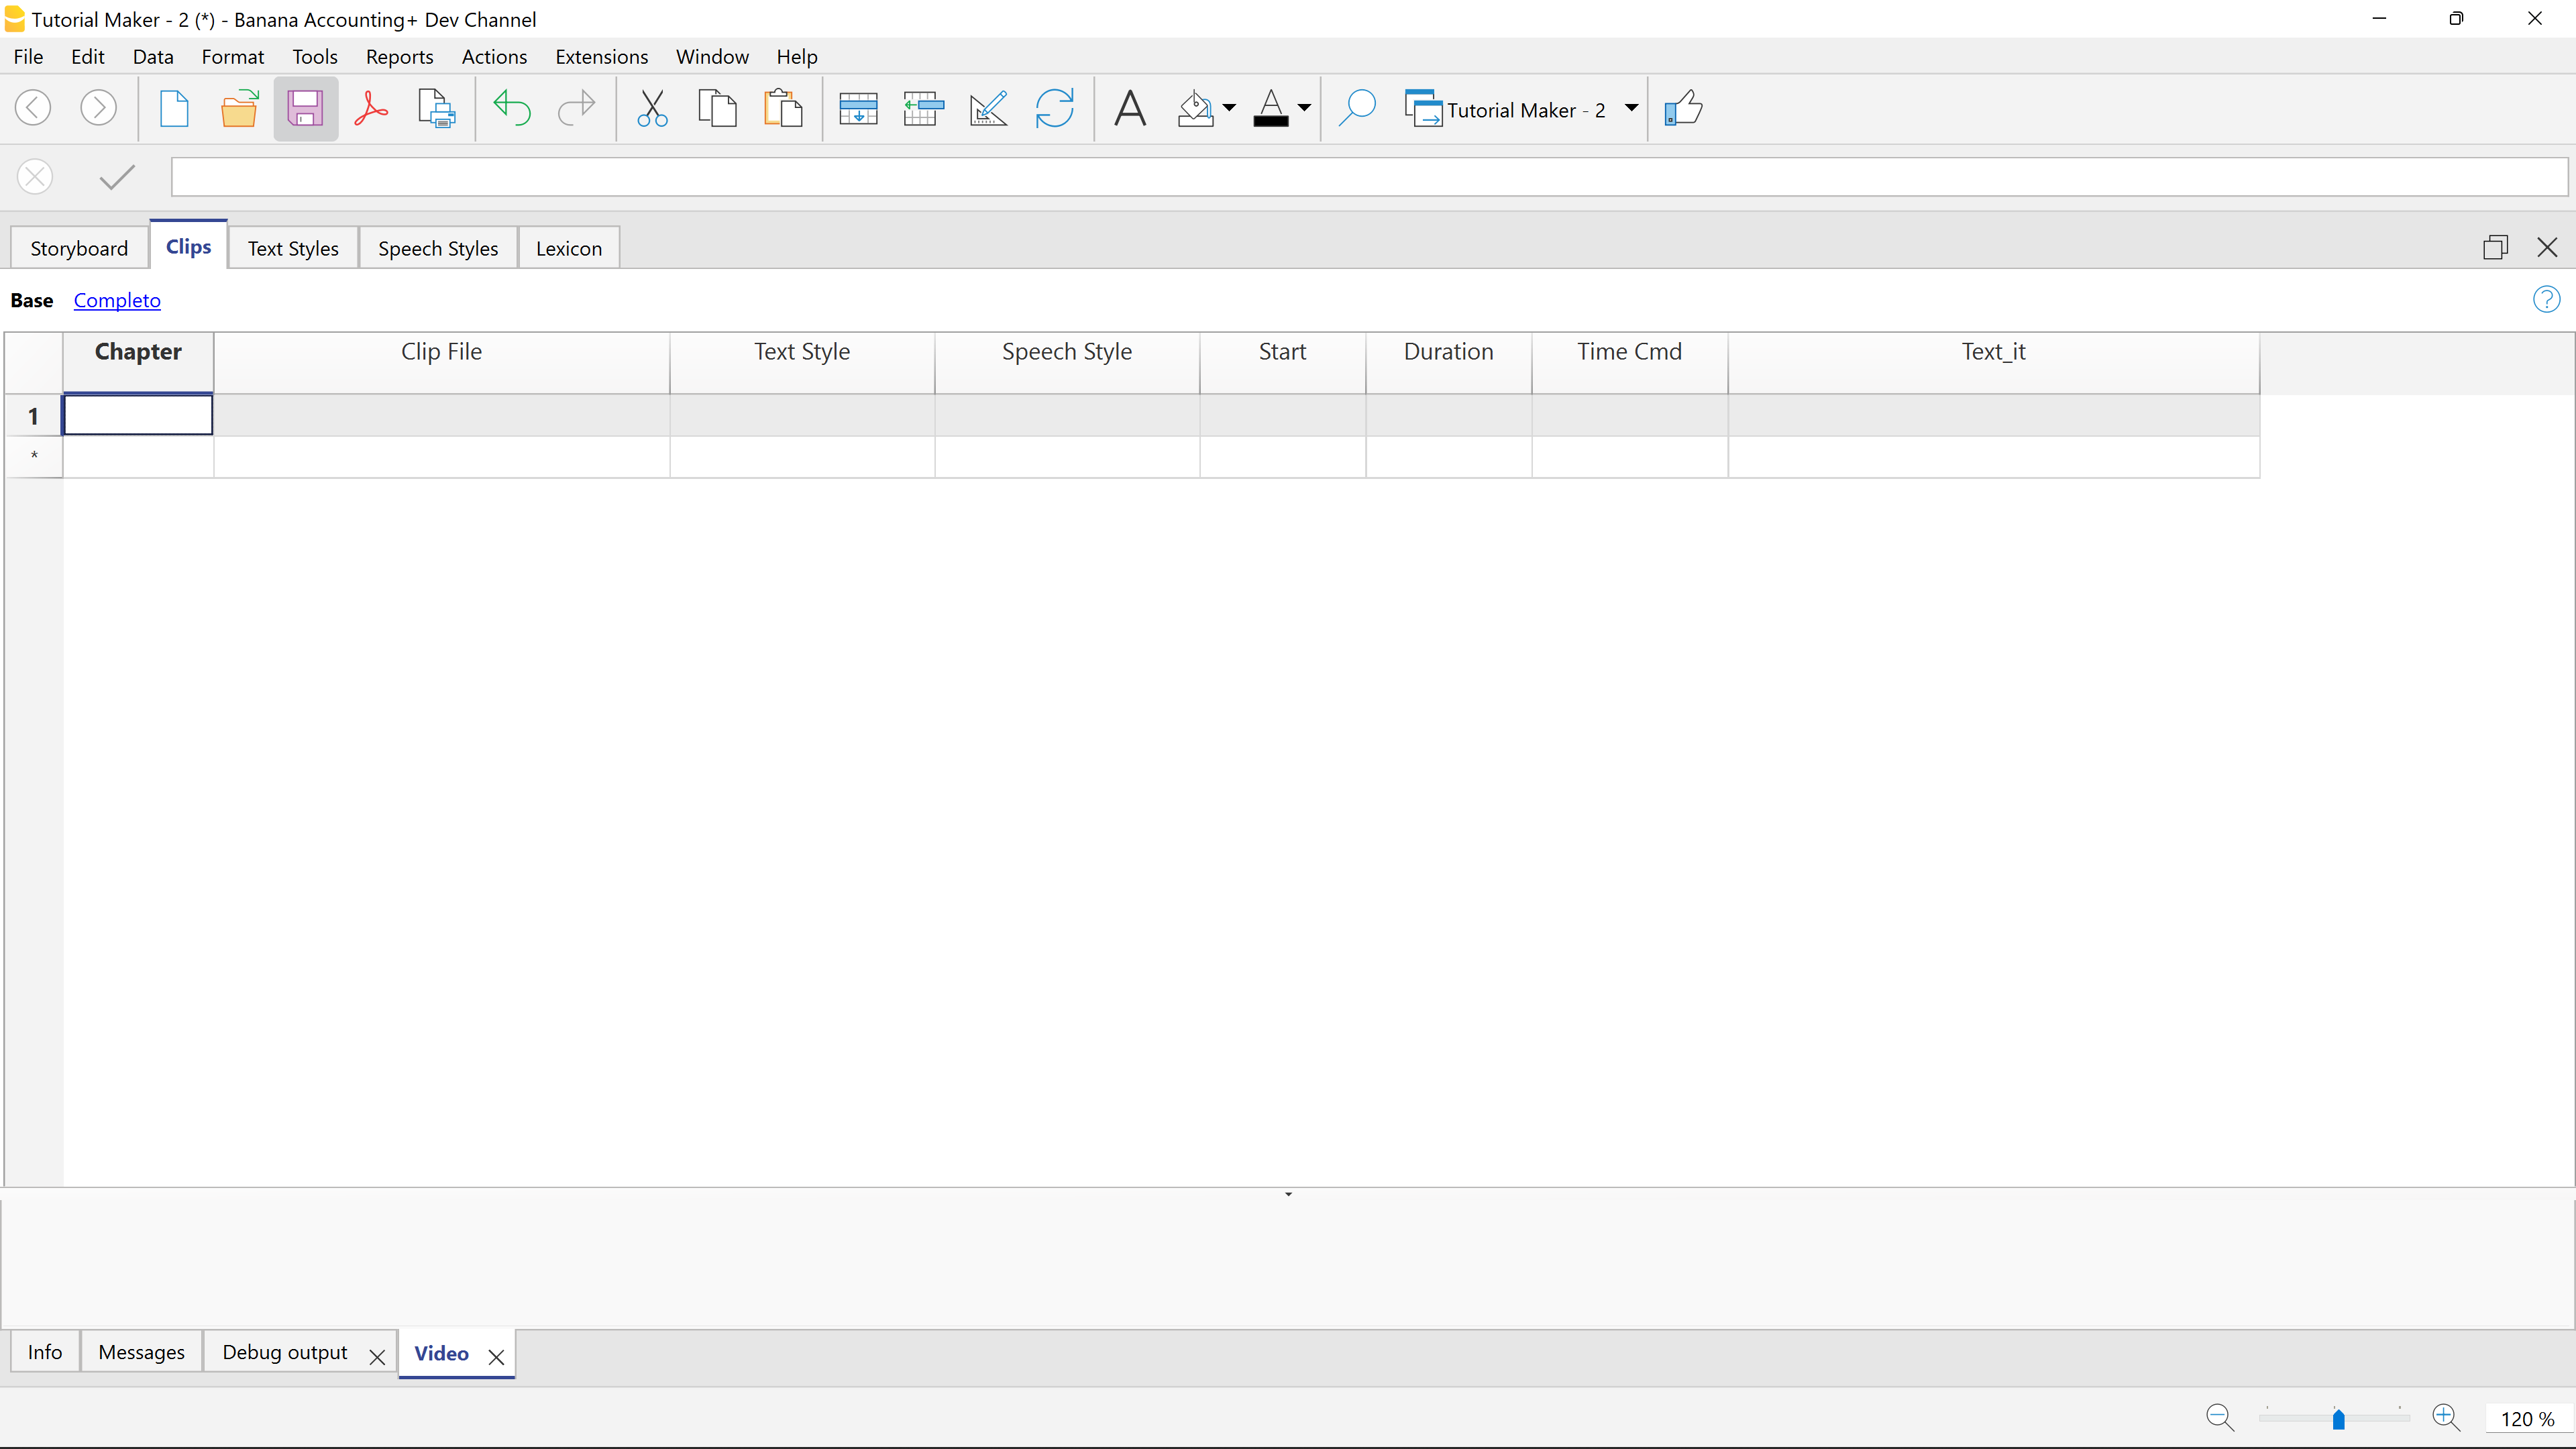 Tutorial Maker - 2 (*) - Banana Accounting+ Dev Channel
File Edit Data Format Tools Reports Actions Extensions Window Help
Tutorial Maker - 2
Storyboard Clips Text Styles Speech Styles Lexicon
Base Completo
Chapter Clip File Text Style Speech Style Start Duration Time Cmd Text_it
1
*
Info Messages Debug output Video
120 %